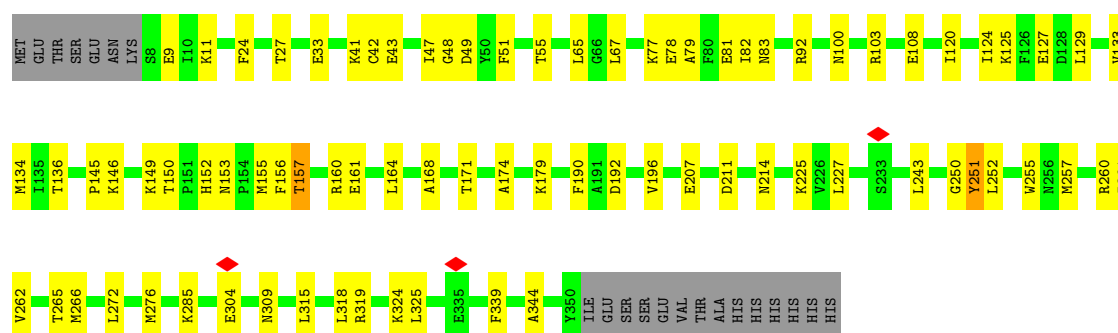 MET GLU THR SER GLU ASN LYS S8 E9 I10 K11 F24 T27 E33 K41 C42 E43 I47 G48 D49 Y50 F51 T55 L65 G66 L67 K77 E78 A79 F80 E81 I82 N83 R92 N100 R103 E108 I120 I124 K125 F126 E127 D128 L129 V133
M134 I135 T136 P145 K146 K149 T150 P151 H152 N153 P154 M155 F156 T157 R160 E161 L164 A168 T171 A174 K179 F190 A191 D192 V196 E207 D211 N214 K225 V226 L227 S233 L243 G250 Y251 L252 W255 N256 M257 R260
V262 T265 M266 L272 M276 K285 E304 N309 L315 L318 R319 K324 L325 E335 F339 A344 Y350 ILE GLU SER SER GLU VAL THR ALA HIS HIS HIS HIS HIS HIS